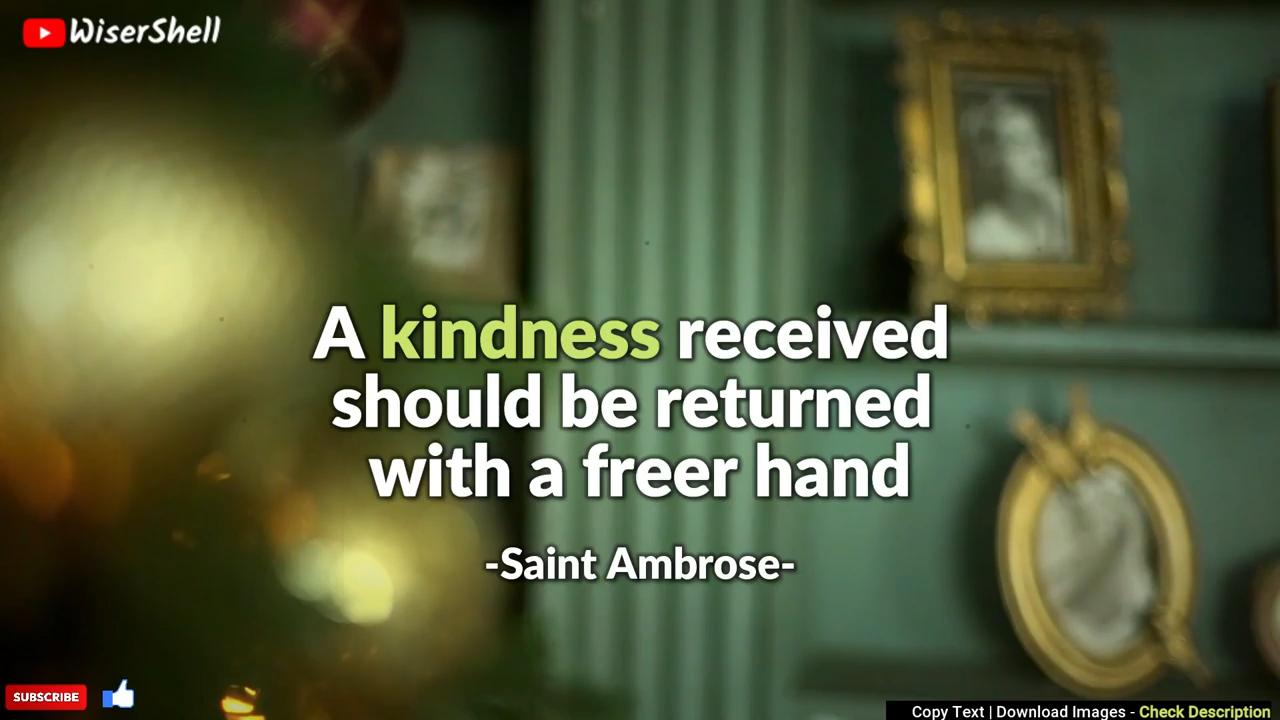 WiserShell
A kindness received
should be returned
with a freer hand
-Saint Ambrose-
SUBSCRIBE
Copy Text | Download Images - Check Description